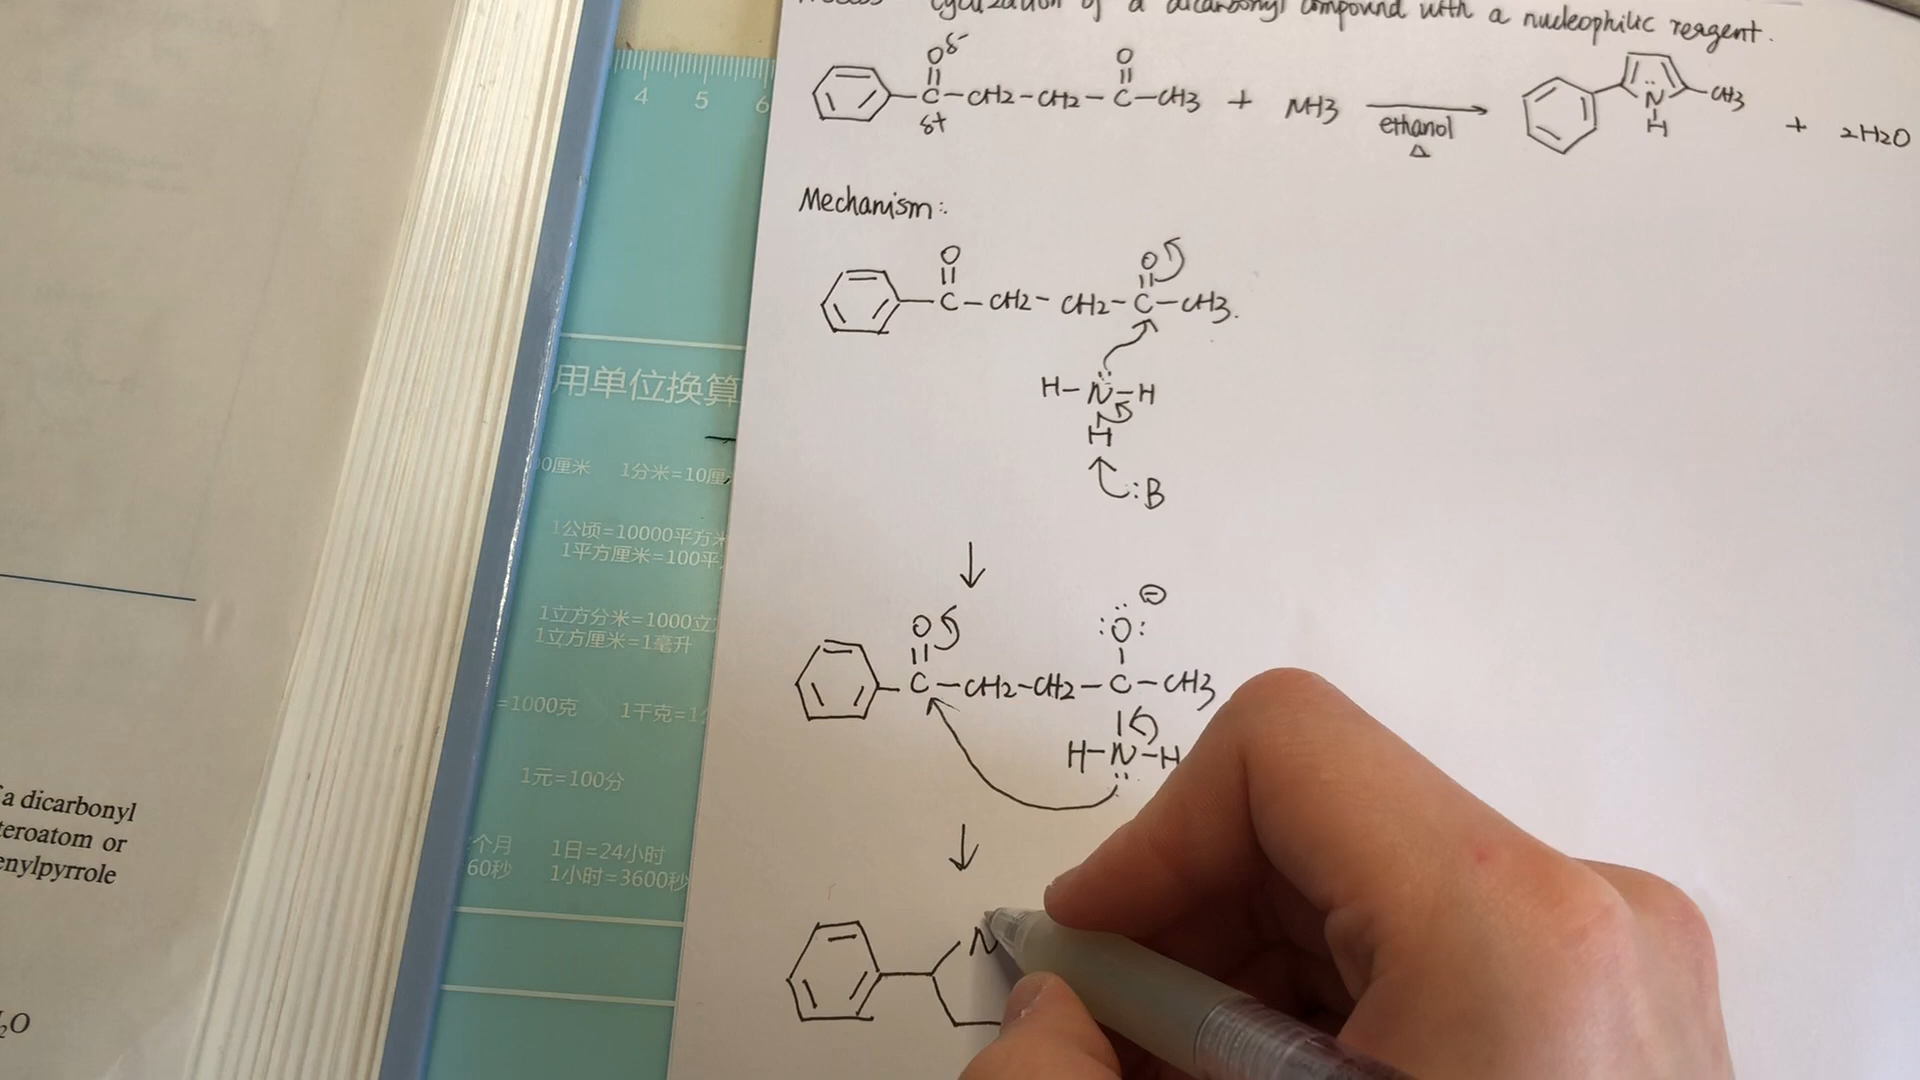 cyclization of a dicarbonyl compound with a nucleophilic reagent.
Oδ- O
C-CH2-CH2-C-CH3 + NH3 ethanol Δ N H CH3 + 2H2O
δ+
Mechanism:
O O
C-CH2-CH2-C-CH3.
H-N-H
H
:B
O :O: ⊖
C-CH2-CH2-C-CH3
H-N-H
N
4 5 6
用单位换算
0厘米 1分米=10厘
1公顷=10000平方米
1平方厘米=100平
1立方分米=1000立
1立方厘米=1毫升
=1000克 1千克=1
1元=100分
个月 1日=24小时
60秒 1小时=3600秒
a dicarbonyl
teroatom or
enylpyrrole
2O